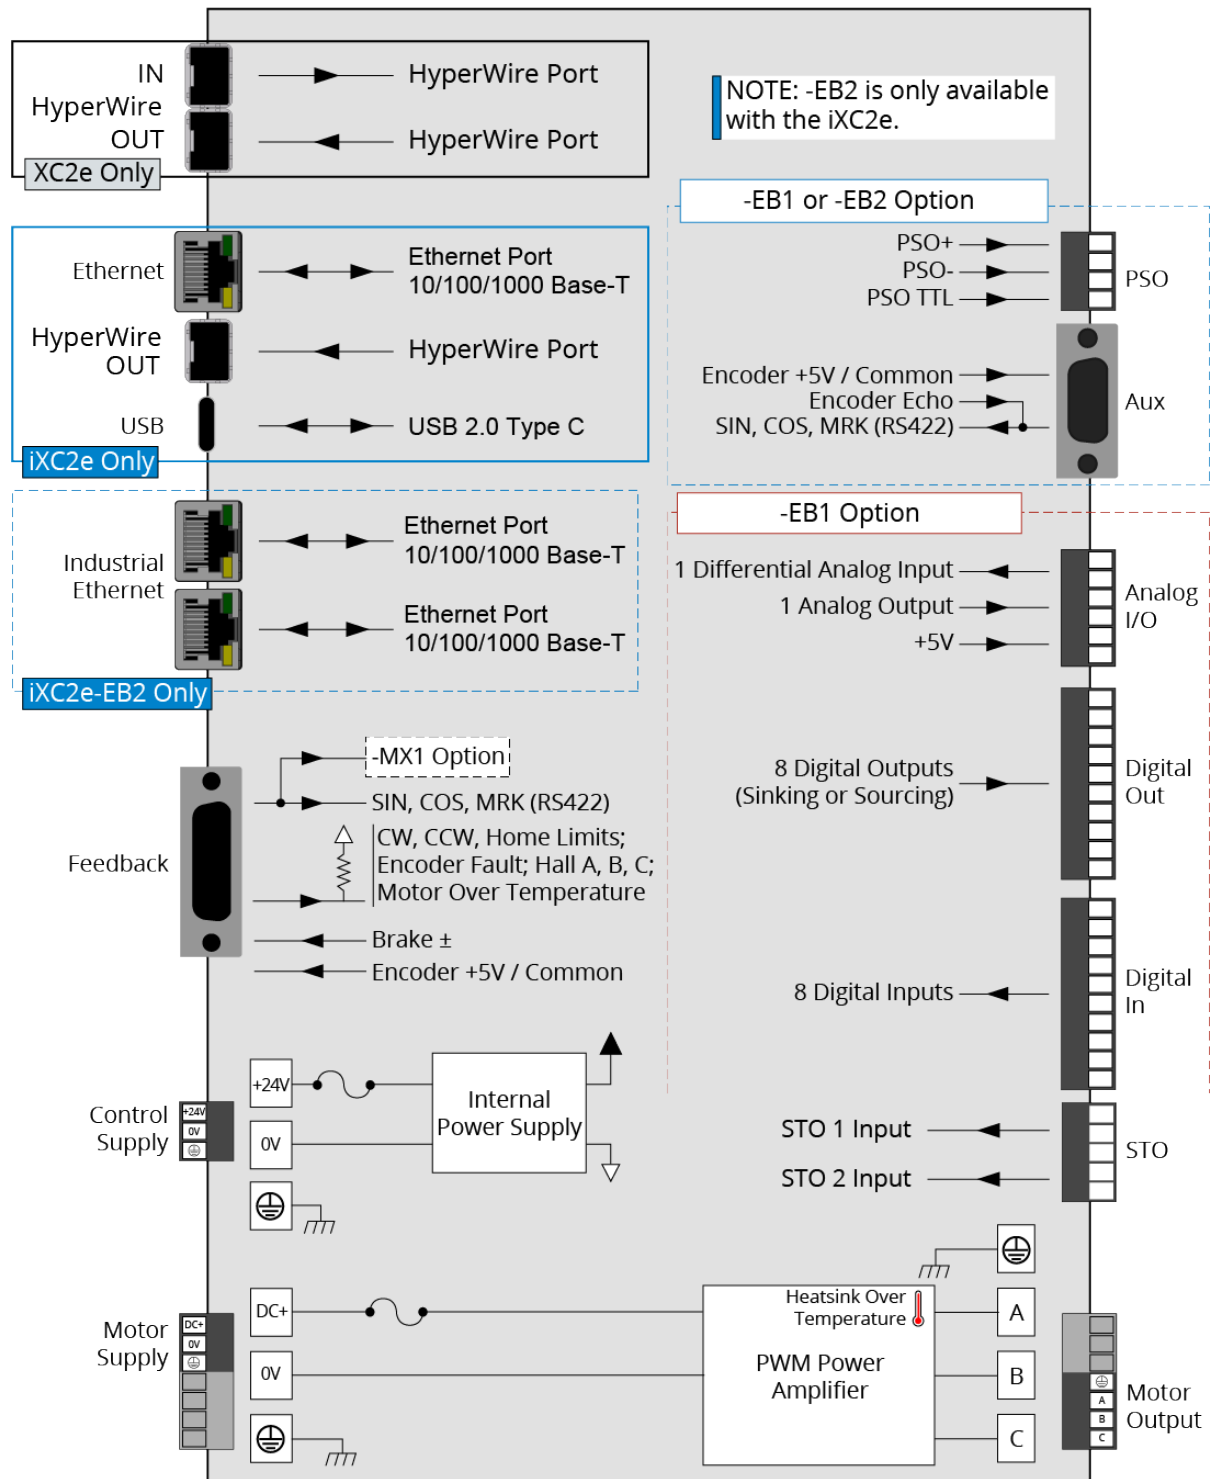 IN
HyperWire
OUT
HyperWire Port
HyperWire Port
XC2e Only
NOTE: -EB2 is only available
with the iXC2e.
Ethernet
Ethernet Port
10/100/1000 Base-T
HyperWire
OUT
HyperWire Port
USB
USB 2.0 Type C
iXC2e Only
Industrial
Ethernet
Ethernet Port
10/100/1000 Base-T
Ethernet Port
10/100/1000 Base-T
iXC2e-EB2 Only
-EB1 or -EB2 Option
PSO+
PSO-
PSO TTL
PSO
Encoder +5V / Common
Encoder Echo
SIN, COS, MRK (RS422)
Aux
-EB1 Option
1 Differential Analog Input
1 Analog Output
+5V
Analog
I/O
8 Digital Outputs
(Sinking or Sourcing)
Digital
Out
8 Digital Inputs
Digital
In
Feedback
-MX1 Option
SIN, COS, MRK (RS422)
CW, CCW, Home Limits;
Encoder Fault; Hall A, B, C;
Motor Over Temperature
Brake ±
Encoder +5V / Common
Control
Supply
+24V
0V
+24V
0V
Internal
Power Supply
STO 1 Input
STO 2 Input
STO
Motor
Supply
DC+
0V
DC+
0V
Heatsink Over
Temperature
PWM Power
Amplifier
A
B
C
A
B
C
Motor
Output